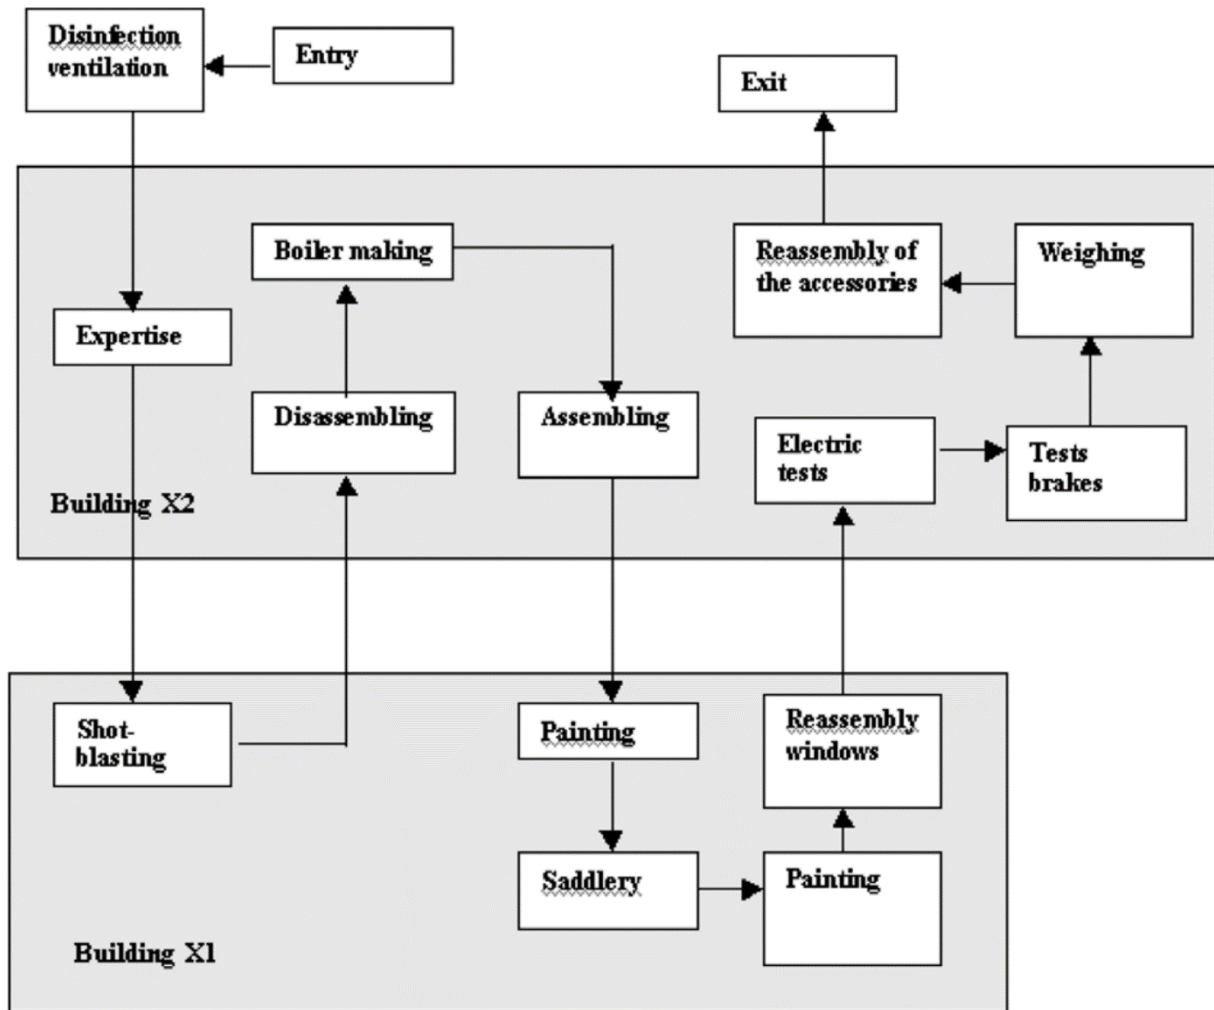 Disinfection
ventilation
Entry
Exit
Boiler making
Reassembly of
the accessories
Weighing
Expertise
Disassembling
Assembling
Electric
tests
Tests
brakes
Building X2
Shot-
blasting
Painting
Reassembly
windows
Saddlery
Painting
Building X1